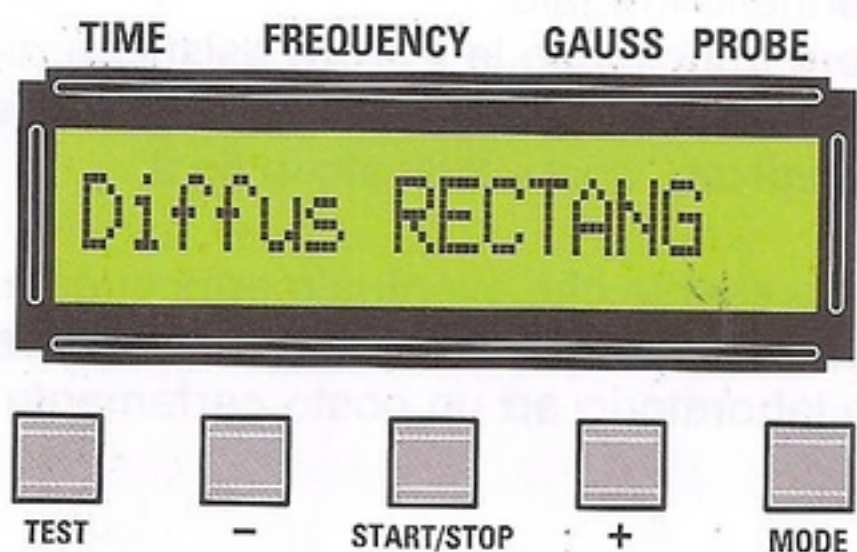 TIME FREQUENCY GAUSS PROBE
Diffus RECTANG
TEST − START/STOP + MODE